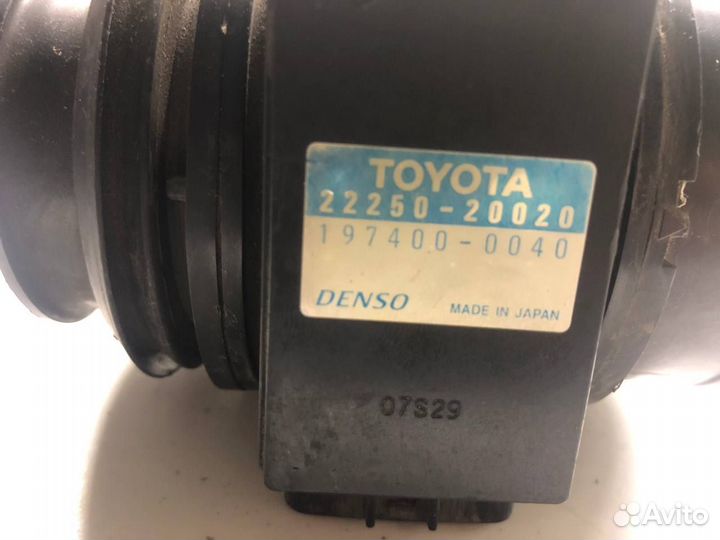 TOYOTA
22250-20020
197400-0040
DENSO MADE IN JAPAN
07S29
Avito